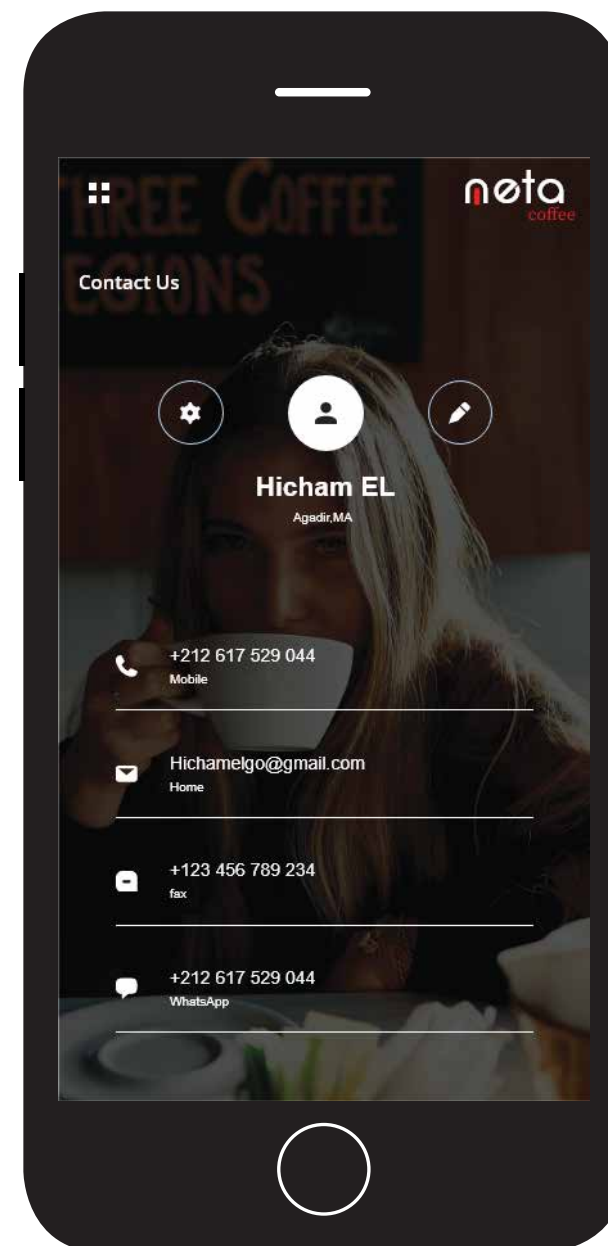 THREE COFFEE
REGIONS
neta
coffee
Contact Us
Hicham EL
Agadir,MA
+212 617 529 044
Mobile
Hichamelgo@gmail.com
Home
+123 456 789 234
fax
+212 617 529 044
WhatsApp